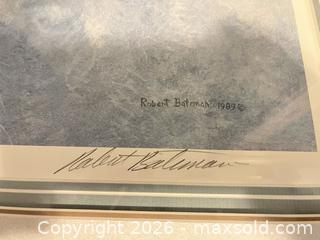 Robert Bateman 1989 ©
Robert Bateman
Copyright © 2026 - maxsold.com